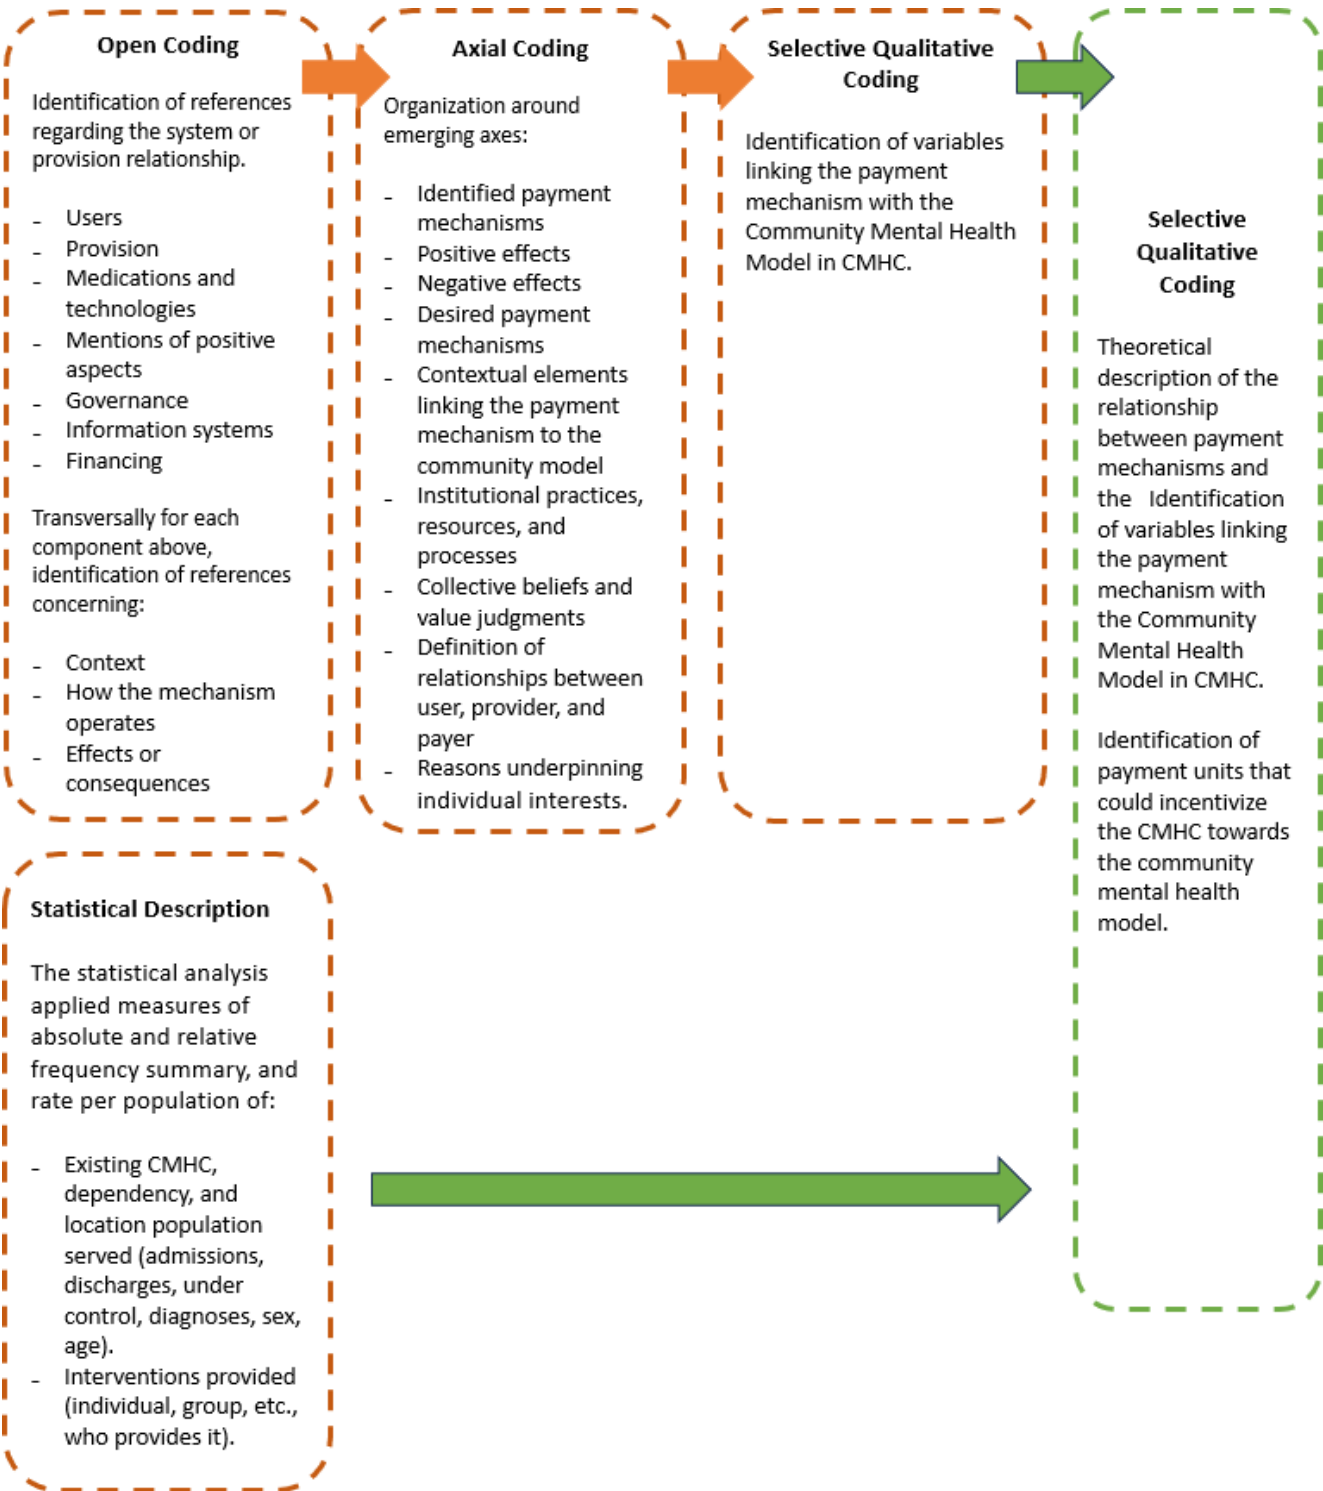 Open Coding
Identification of references
regarding the system or
provision relationship.
- Users
- Provision
- Medications and
technologies
- Mentions of positive
aspects
- Governance
- Information systems
- Financing
Transversally for each
component above,
identification of references
concerning:
- Context
- How the mechanism
operates
- Effects or
consequences
Axial Coding
Organization around
emerging axes:
- Identified payment
mechanisms
- Positive effects
- Negative effects
- Desired payment
mechanisms
- Contextual elements
linking the payment
mechanism to the
community model
- Institutional practices,
resources, and
processes
- Collective beliefs and
value judgments
- Definition of
relationships between
user, provider, and
payer
- Reasons underpinning
individual interests.
Selective Qualitative
Coding
Identification of variables
linking the payment
mechanism with the
Community Mental Health
Model in CMHC.
Selective
Qualitative
Coding
Theoretical
description of the
relationship
between payment
mechanisms and
the Identification
of variables linking
the payment
mechanism with
the Community
Mental Health
Model in CMHC.
Identification of
payment units that
could incentivize
the CMHC towards
the community
mental health
model.
Statistical Description
The statistical analysis
applied measures of
absolute and relative
frequency summary, and
rate per population of:
- Existing CMHC,
dependency, and
location population
served (admissions,
discharges, under
control, diagnoses, sex,
age).
- Interventions provided
(individual, group, etc.,
who provides it).